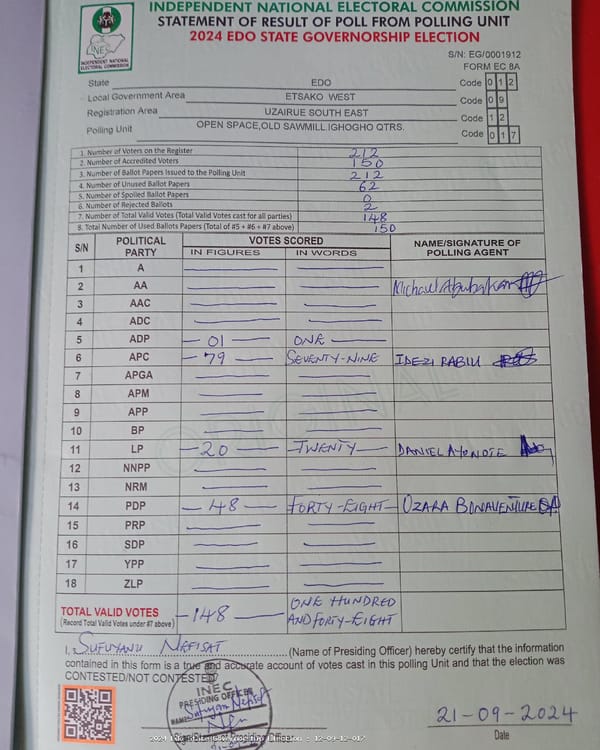 INDEPENDENT NATIONAL ELECTORAL COMMISSION
STATEMENT OF RESULT OF POLL FROM POLLING UNIT
2024 EDO STATE GOVERNORSHIP ELECTION
INEC
INDEPENDENT NATIONAL
ELECTORAL COMMISSION
S/N: EG/0001912
FORM EC 8A
State EDO Code 0 1 2
Local Government Area ETSAKO WEST Code 0 9
Registration Area UZAIRUE SOUTH EAST Code 1 2
Polling Unit OPEN SPACE,OLD SAWMILL IGHOGHO QTRS. Code 0 1 7
1. Number of Voters on the Register 212
2. Number of Accredited Voters 150
3. Number of Ballot Papers Issued to the Polling Unit 212
4. Number of Unused Ballot Papers 62
5. Number of Spoiled Ballot Papers 0
6. Number of Rejected Ballots 2
7. Number of Total Valid Votes (Total Valid Votes cast for all parties) 148
8. Total Number of Used Ballots Papers (Total of #5 + #6 + #7 above) 150
S/N POLITICAL PARTY VOTES SCORED NAME/SIGNATURE OF POLLING AGENT
IN FIGURES IN WORDS
1 A
2 AA Michael
3 AAC
4 ADC
5 ADP 01 ONE
6 APC 79 SEVENTY-NINE IDEZI RABIU
7 APGA
8 APM
9 APP
10 BP
11 LP 20 TWENTY DANIEL
12 NNPP
13 NRM
14 PDP 48 FORTY-EIGHT OZARA BONAVENTURE
15 PRP
16 SDP
17 YPP
18 ZLP
TOTAL VALID VOTES 148 ONE HUNDRED AND FORTY-EIGHT
(Record Total Valid Votes under #7 above)
I, SUFUYANU NEFISAT (Name of Presiding Officer) hereby certify that the information
contained in this form is a true and accurate account of votes cast in this polling Unit and that the election was
CONTESTED/NOT CONTESTED
INEC
PRESIDING OFFICER
NAME
21-09-2024
Date